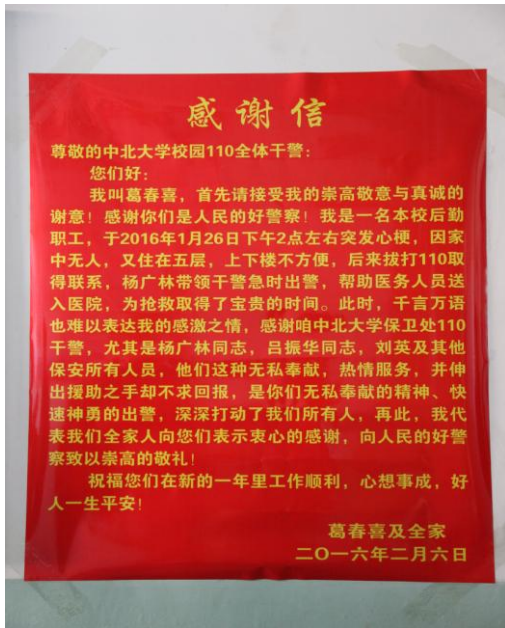 感谢信
尊敬的中北大学校园110全体干警：
您们好：
我叫葛春喜，首先请接受我的崇高敬意与真诚的
谢意！感谢你们是人民的好警察！我是一名本校后勤
职工，于2016年1月26日下午2点左右突发心梗，因家
中无人，又住在五层，上下楼不方便，后来拔打110取
得联系，杨广林带领干警急时出警，帮助医务人员送
入医院，为抢救取得了宝贵的时间。此时，千言万语
也难以表达我的感激之情，感谢咱中北大学保卫处110
干警，尤其是杨广林同志，吕振华同志，刘英及其他
保安所有人员，他们这种无私奉献，热情服务，并伸
出援助之手却不求回报，是你们无私奉献的精神、快
速神勇的出警，深深打动了我们所有人，再此，我代
表我们全家人向您们表示衷心的感谢，向人民的好警
察致以崇高的敬礼！
祝福您们在新的一年里工作顺利，心想事成，好
人一生平安！
葛春喜及全家
二〇一六年二月六日